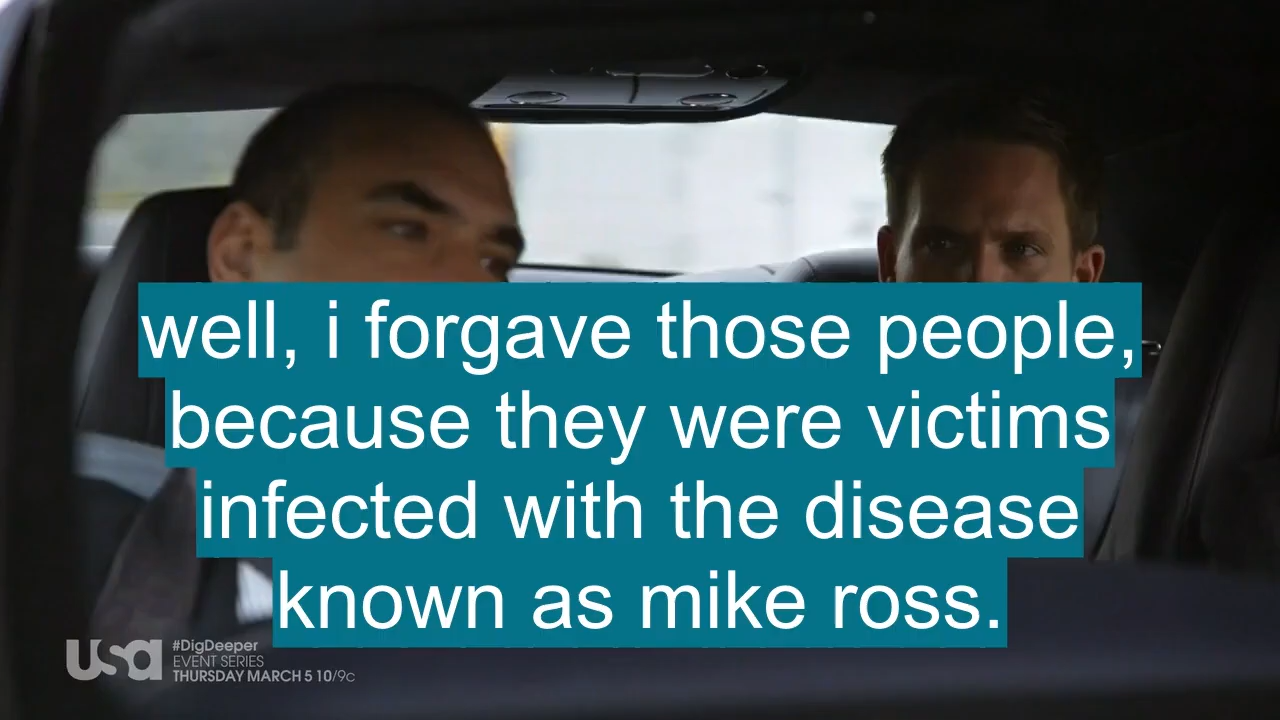 well, i forgave those people,
because they were victims
infected with the disease
known as mike ross.
usa
#DigDeeper
EVENT SERIES
THURSDAY MARCH 5 10/9c